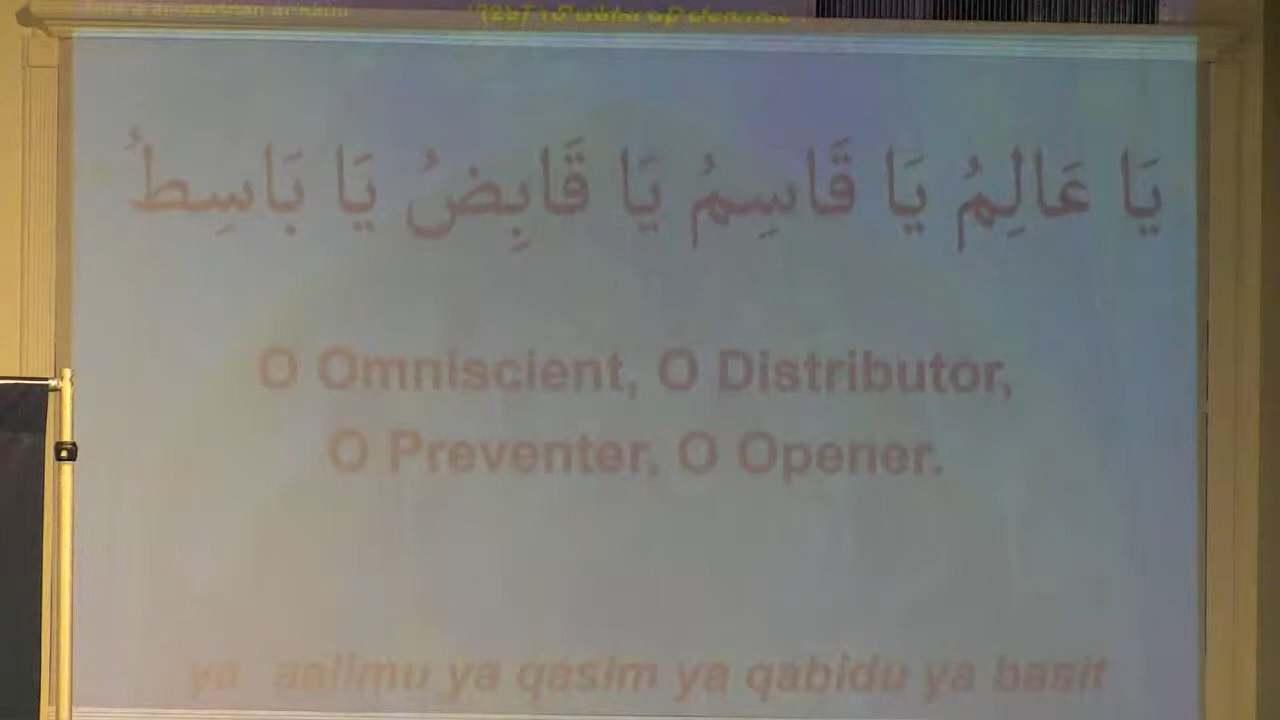 يَا عَالِمُ يَا قَاسِمُ يَا قَابِضُ يَا بَاسِطُ
O Omniscient, O Distributor,
O Preventer, O Opener.
ya aalimu ya qasim ya qabidu ya basit